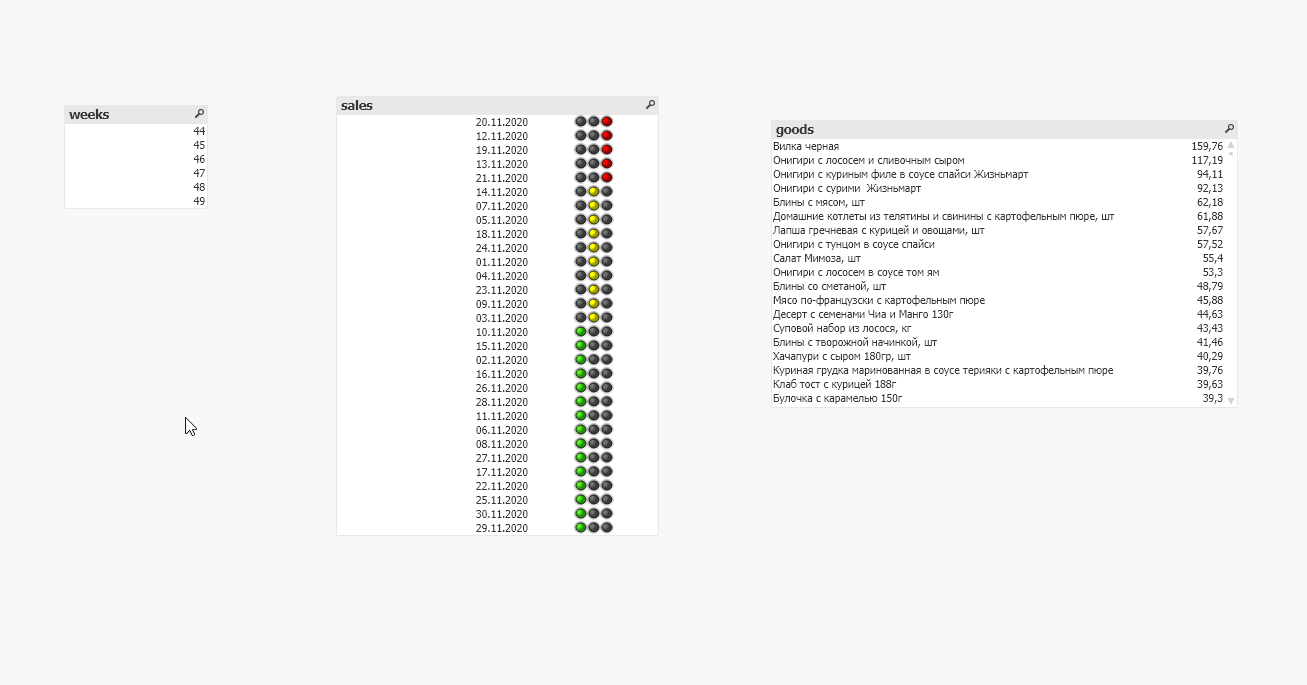 weeks
44
45
46
47
48
49
sales
20.11.2020
12.11.2020
19.11.2020
13.11.2020
21.11.2020
14.11.2020
07.11.2020
05.11.2020
18.11.2020
24.11.2020
01.11.2020
04.11.2020
23.11.2020
09.11.2020
03.11.2020
10.11.2020
15.11.2020
02.11.2020
16.11.2020
26.11.2020
28.11.2020
11.11.2020
06.11.2020
08.11.2020
27.11.2020
17.11.2020
22.11.2020
25.11.2020
30.11.2020
29.11.2020
goods
Вилка черная 159,76
Онигири с лососем и сливочным сыром 117,19
Онигири с куриным филе в соусе спайси Жизньмарт 94,11
Онигири с сурими  Жизньмарт 92,13
Блины с мясом, шт 62,18
Домашние котлеты из телятины и свинины с картофельным пюре, шт 61,88
Лапша гречневая с курицей и овощами, шт 57,67
Онигири с тунцом в соусе спайси 57,52
Салат Мимоза, шт 55,4
Онигири с лососем в соусе том ям 53,3
Блины со сметаной, шт 48,79
Мясо по-французски с картофельным пюре 45,88
Десерт с семенами Чиа и Манго 130г 44,63
Суповой набор из лосося, кг 43,43
Блины с творожной начинкой, шт 41,46
Хачапури с сыром 180гр, шт 40,29
Куриная грудка маринованная в соусе терияки с картофельным пюре 39,76
Клаб тост с курицей 188г 39,63
Булочка с карамелью 150г 39,3